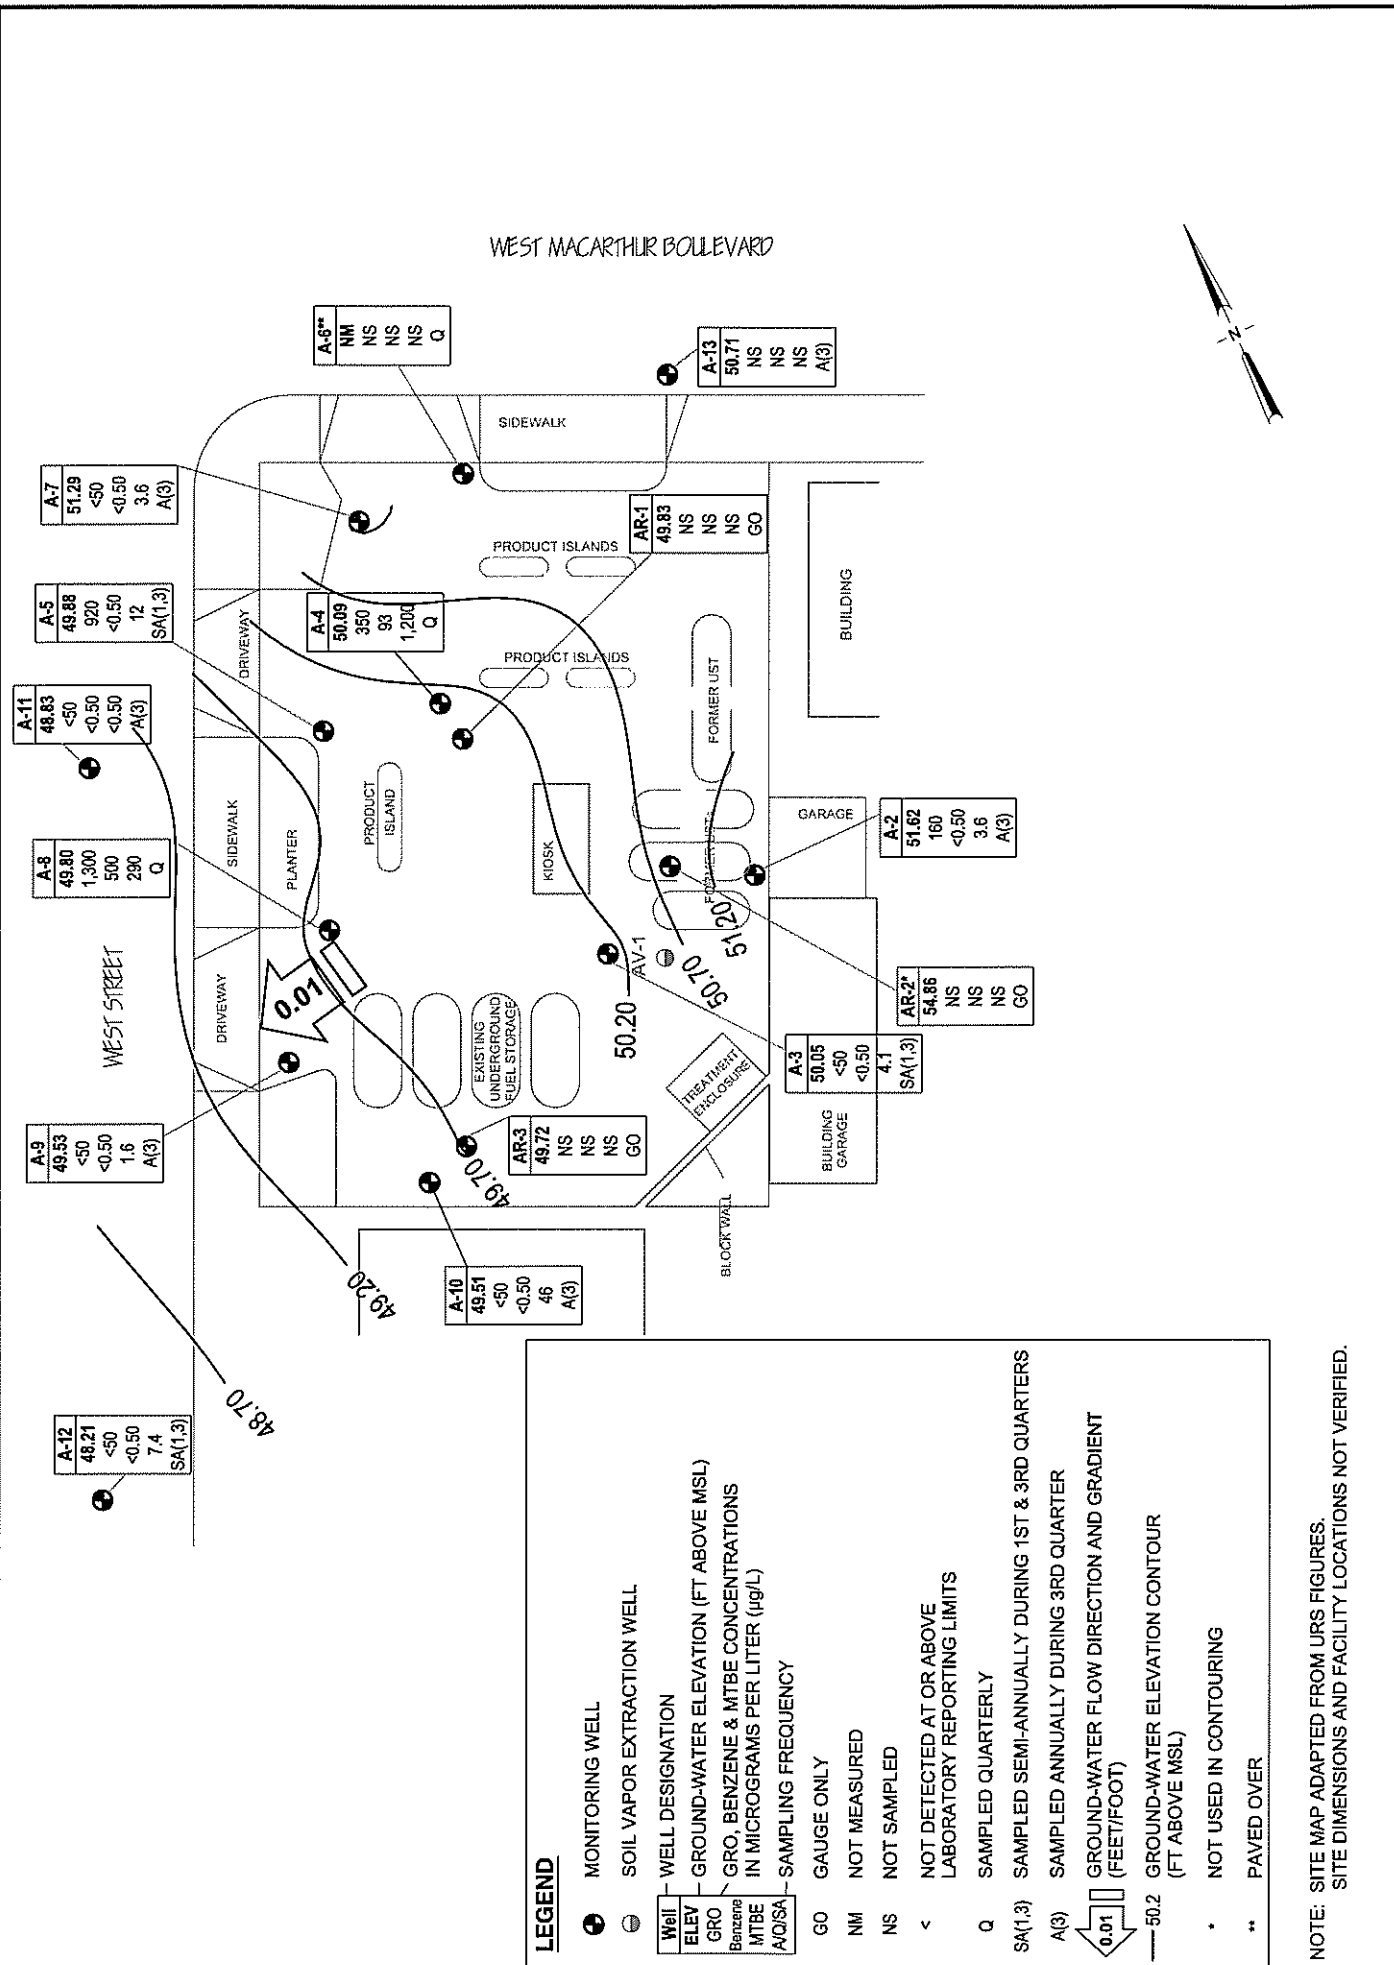 WEST MACARTHUR BOULEVARD
A-6**
NM
NS
NS
NS
Q
A-13
50.71
NS
NS
NS
A(3)
SIDEWALK
A-7
51.29
<50
<0.50
3.6
A(3)
AR-1
49.83
NS
NS
NS
GO
PRODUCT ISLANDS
A-5
49.88
920
<0.50
12
SA(1,3)
DRIVEWAY
A-4
50.09
350
93
1,200
Q
PRODUCT ISLANDS
FORMER UST
BUILDING
A-11
48.83
<50
<0.50
<0.50
A(3)
SIDEWALK
PLANTER
PRODUCT
ISLAND
KIOSK
FORMER UST
GARAGE
A-2
51.62
160
<0.50
3.6
A(3)
A-8
49.80
1,300
500
290
Q
WEST STREET
DRIVEWAY
0.01
EXISTING
UNDERGROUND
FUEL STORAGE
AV-1
50.20
50.70
51.20
AR-2*
54.86
NS
NS
NS
GO
A-3
50.05
<50
<0.50
4.1
SA(1,3)
TREATMENT
ENCLOSURE
BUILDING
GARAGE
BLOCK WALL
A-9
49.53
<50
<0.50
1.6
A(3)
AR-3
49.72
NS
NS
NS
GO
49.70
A-10
49.51
<50
<0.50
46
A(3)
49.20
48.70
A-12
48.21
<50
<0.50
7.4
SA(1,3)
N
LEGEND
MONITORING WELL
SOIL VAPOR EXTRACTION WELL
Well
ELEV
GRO
Benzene
MTBE
A/Q/SA
WELL DESIGNATION
GROUND-WATER ELEVATION (FT ABOVE MSL)
GRO, BENZENE & MTBE CONCENTRATIONS
IN MICROGRAMS PER LITER (µg/L)
SAMPLING FREQUENCY
GO GAUGE ONLY
NM NOT MEASURED
NS NOT SAMPLED
< NOT DETECTED AT OR ABOVE
LABORATORY REPORTING LIMITS
Q SAMPLED QUARTERLY
SA(1,3) SAMPLED SEMI-ANNUALLY DURING 1ST & 3RD QUARTERS
A(3) SAMPLED ANNUALLY DURING 3RD QUARTER
0.01 GROUND-WATER FLOW DIRECTION AND GRADIENT
(FEET/FOOT)
50.2 GROUND-WATER ELEVATION CONTOUR
(FT ABOVE MSL)
* NOT USED IN CONTOURING
** PAVED OVER
NOTE: SITE MAP ADAPTED FROM URS FIGURES.
SITE DIMENSIONS AND FACILITY LOCATIONS NOT VERIFIED.